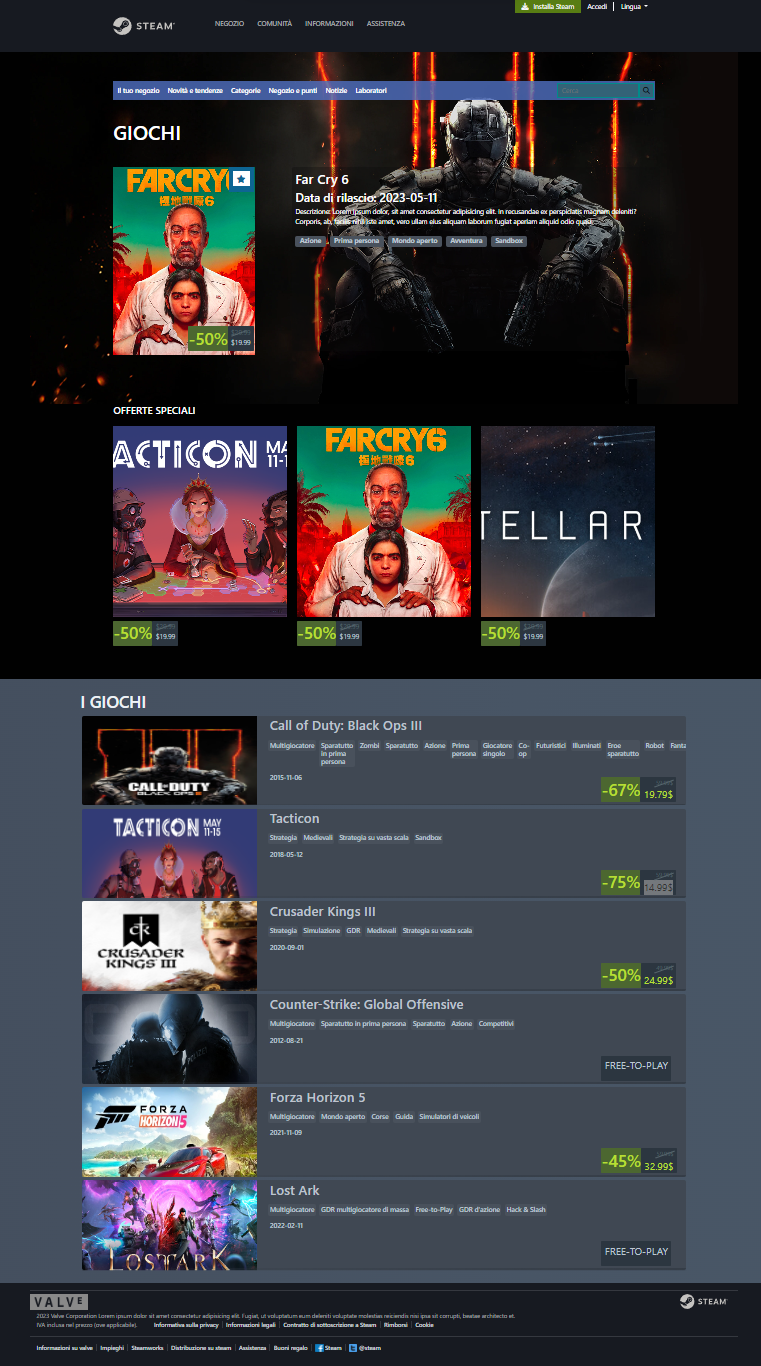 Installa Steam Accedi Lingua
STEAM NEGOZIO COMUNITÀ INFORMAZIONI ASSISTENZA
Il tuo negozio Novità e tendenze Categorie Negozio e punti Notizie Laboratori Cerca
GIOCHI
FARCRY6
極地戰嚎6
Far Cry 6
Data di rilascio: 2023-05-11
Descrizione: Lorem ipsum dolor, sit amet consectetur adipisicing elit. In recusandae ex perspiciatis magnam deleniti?
Corporis, ab, facilis nihil iste amet, vero ullam eius aliquam laborum fugiat aperiam aliquid odio quasi.
Azione Prima persona Mondo aperto Avventura Sandbox
-50% $19.99
OFFERTE SPECIALI
ACTICON MA
11-1
FARCRY6
極地戰嚎6
TELLAR
-50% $19.99
-50% $19.99
-50% $19.99
I GIOCHI
CALL OF DUTY
BLACK OPS III
Call of Duty: Black Ops III
Multigiocatore Sparatutto in prima persona Zombi Sparatutto Azione Prima persona Giocatore singolo Co-op Futuristici Illuminati Eroe sparatutto Robot Fanta
2015-11-06
-67% 19.79$
TACTICON MAY
11-15
Tacticon
Strategia Medievali Strategia su vasta scala Sandbox
2018-05-12
-75% 14.99$
CRUSADER
KINGS III
Crusader Kings III
Strategia Simulazione GDR Medievali Strategia su vasta scala
2020-09-01
-50% 24.99$
Counter-Strike: Global Offensive
Multigiocatore Sparatutto in prima persona Sparatutto Azione Competitivi
2012-08-21
FREE-TO-PLAY
FORZA
HORIZON 5
Forza Horizon 5
Multigiocatore Mondo aperto Corse Guida Simulatori di veicoli
2021-11-09
-45% 32.99$
LOST ARK
Lost Ark
Multigiocatore GDR multigiocatore di massa Free-to-Play GDR d'azione Hack & Slash
2022-02-11
FREE-TO-PLAY
VALVE STEAM
2023 Valve Corporation Lorem ipsum dolor sit amet consectetur adipisicing elit. Fugiat, ut voluptatum eum deleniti voluptate molestias reiciendis nisi ipsa sit corrupti, beatae architecto et.
IVA inclusa nel prezzo (ove applicabile). Informativa sulla privacy | Informazioni legali | Contratto di sottoscrizione a Steam | Rimborsi | Cookie
Informazioni su valve | Impieghi | Steamworks | Distribuzione su steam | Assistenza | Buoni regalo | Steam | @steam